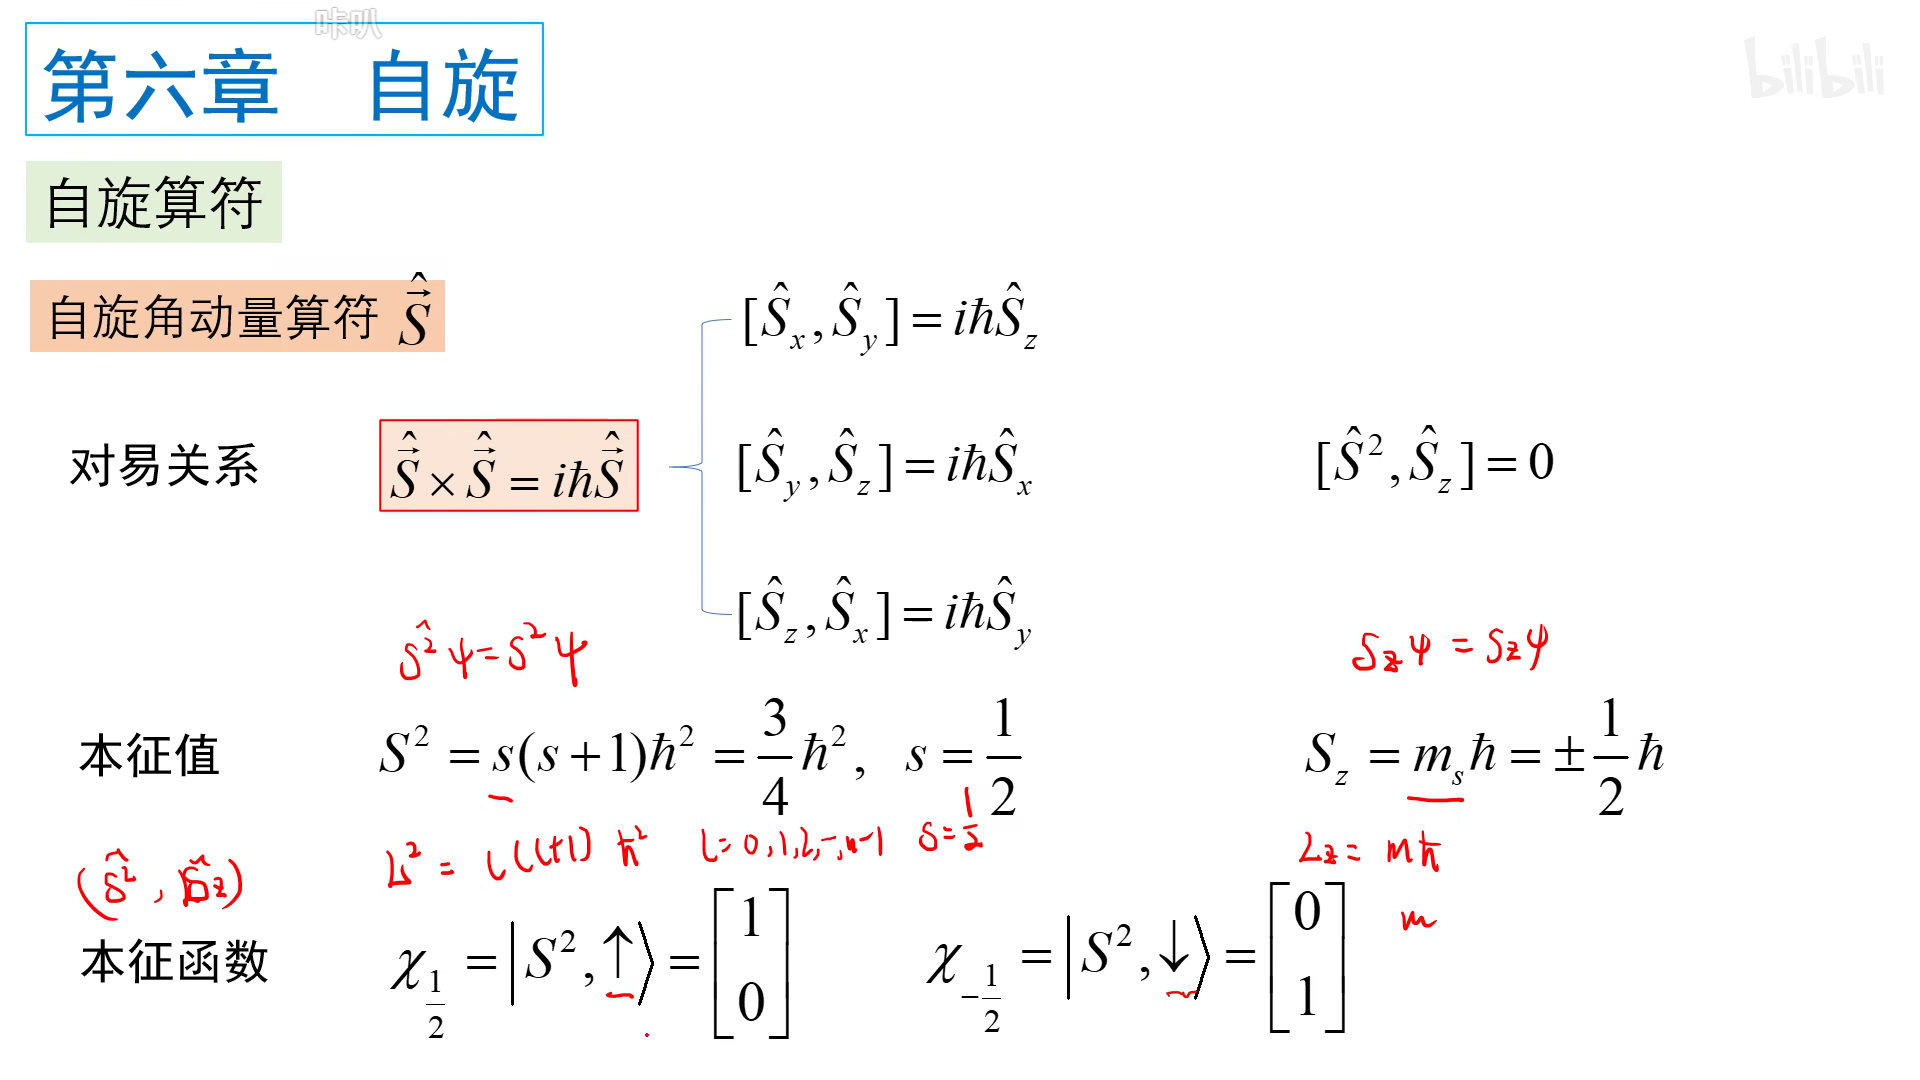 咔叭
bilibili
第六章 自旋
自旋算符
自旋角动量算符 $\hat{\vec{S}}$
$[\hat{S}_x,\hat{S}_y]=i\hbar\hat{S}_z$
对易关系 $\hat{\vec{S}}\times\hat{\vec{S}}=i\hbar\hat{\vec{S}}$ $[\hat{S}_y,\hat{S}_z]=i\hbar\hat{S}_x$ $[\hat{S}^2,\hat{S}_z]=0$
$[\hat{S}_z,\hat{S}_x]=i\hbar\hat{S}_y$
$\hat{S^2}\psi=S^2\psi$ $S_z\psi=S_z\psi$
本征值 $S^2=s(s+1)\hbar^2=\frac{3}{4}\hbar^2,\ s=\frac{1}{2}$ $S_z=m_s\hbar=\pm\frac{1}{2}\hbar$
$L^2=l(l+1)\hbar^2$ $l=0,1,2,\cdots,n-1$ $s=\frac{1}{2}$ $L_z=m\hbar$
$(\hat{S^2},\hat{S_z})$ $m$
本征函数 $\chi_{\frac{1}{2}}=|S^2,\uparrow\rangle=\begin{bmatrix}1\\0\end{bmatrix}$ $\chi_{-\frac{1}{2}}=|S^2,\downarrow\rangle=\begin{bmatrix}0\\1\end{bmatrix}$